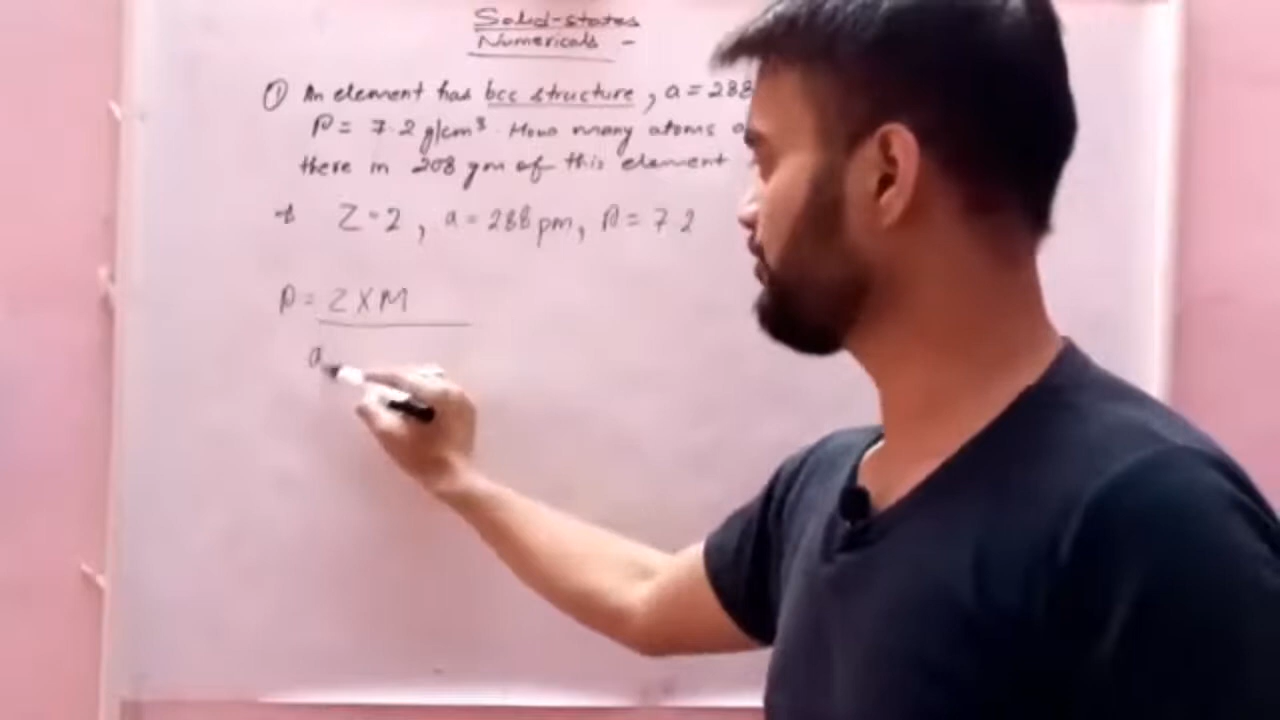 Solid-states
Numericals -
① An element has bcc structure, a = 288
ρ = 7.2 g/cm³. How many atoms a
there in 208 gm of this element
→ Z = 2, a = 288 pm, ρ = 7.2
ρ = Z X M
a